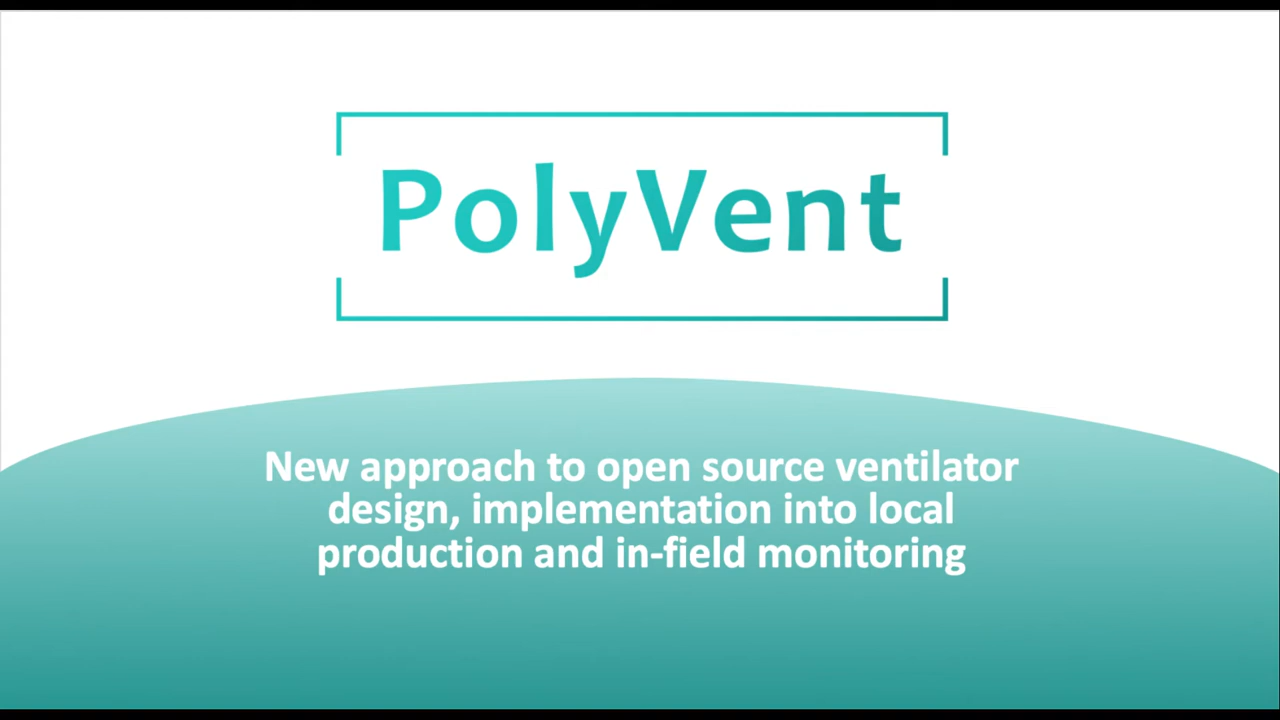 PolyVent
New approach to open source ventilator
design, implementation into local
production and in-field monitoring